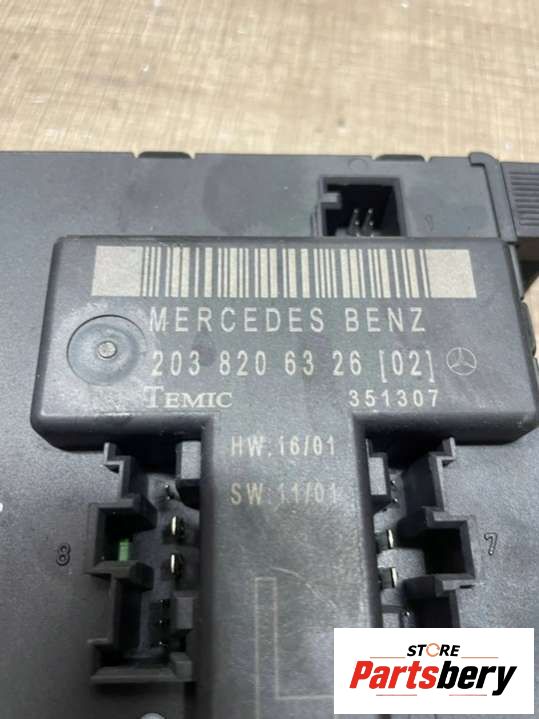 MERCEDES BENZ
203 820 63 26 [02]
TEMIC 351307
HW: 16/01
SW: 11/01
8
7
L
STORE
Partsbery